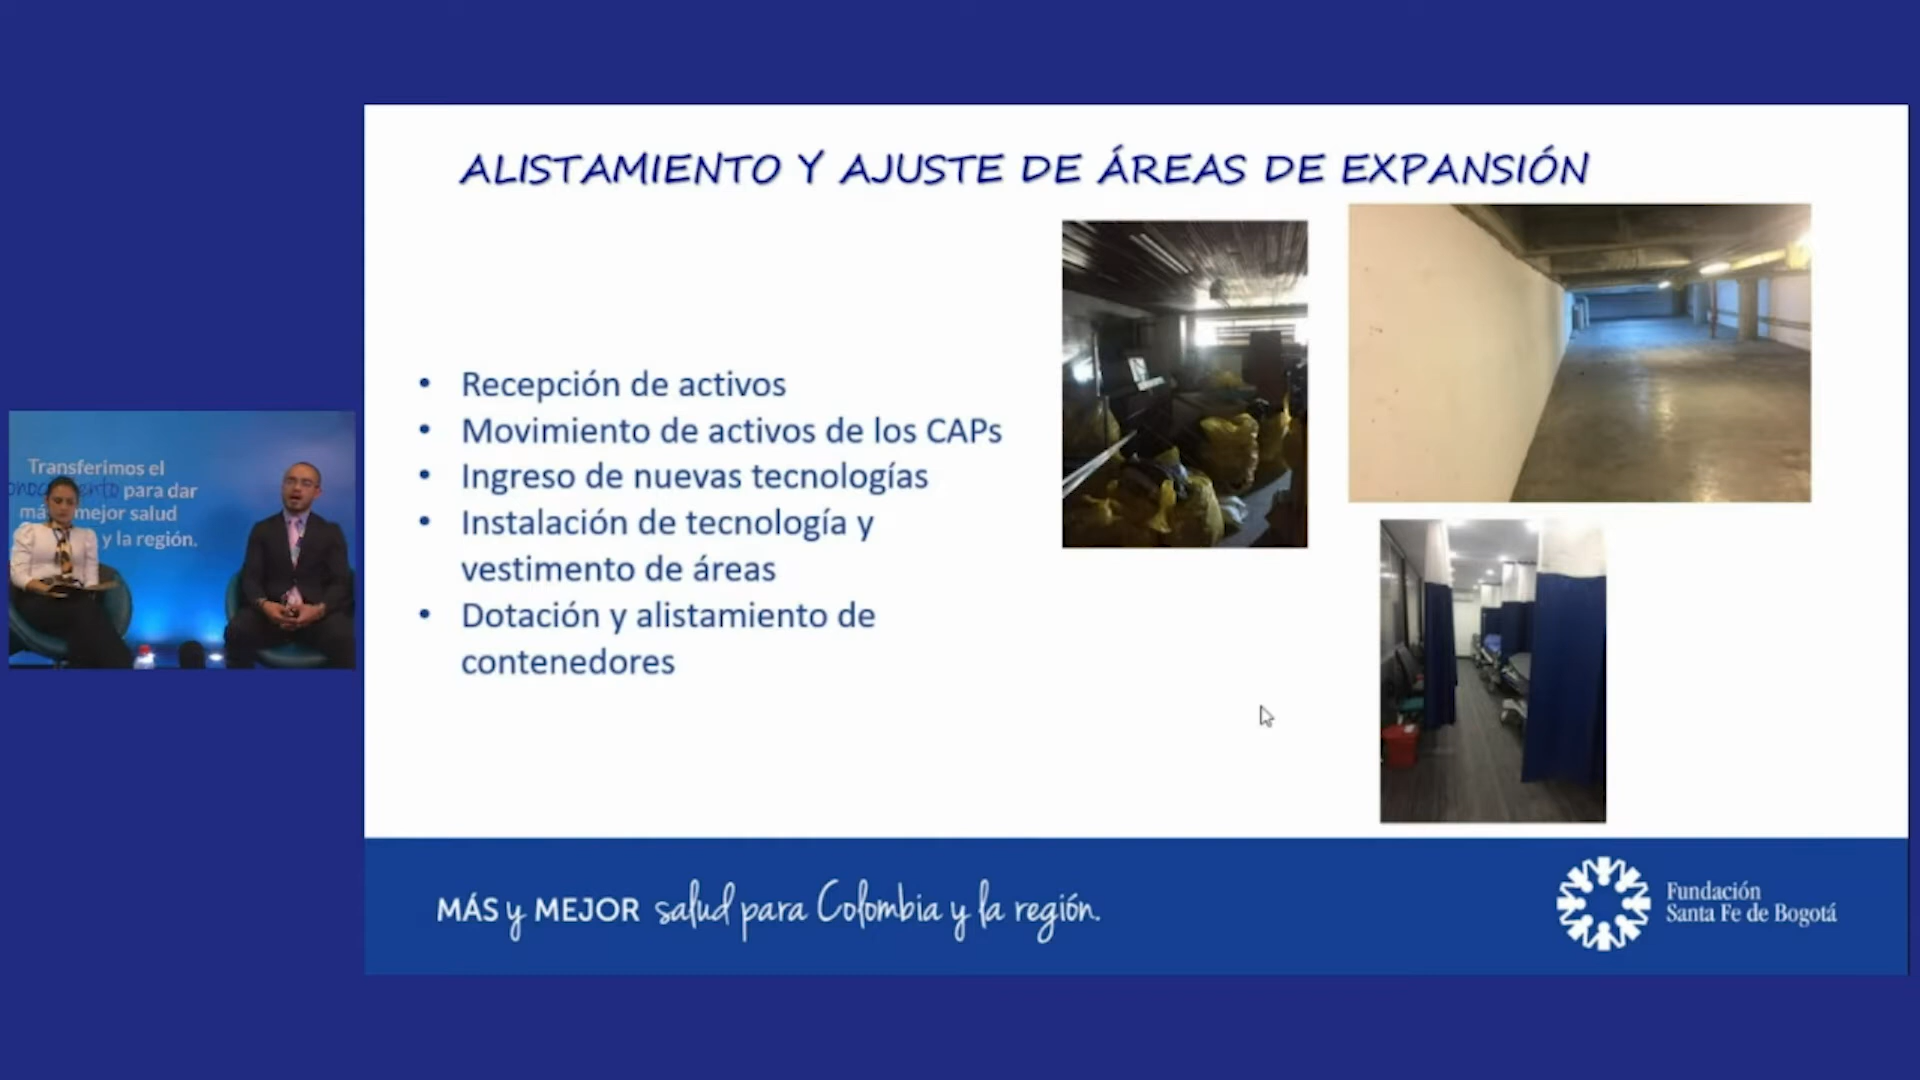 ALISTAMIENTO Y AJUSTE DE ÁREAS DE EXPANSIÓN
• Recepción de activos
• Movimiento de activos de los CAPs
• Ingreso de nuevas tecnologías
• Instalación de tecnología y
vestimento de áreas
• Dotación y alistamiento de
contenedores
Transferimos el
para dar
mejor salud
y la región.
MÁS y MEJOR salud para Colombia y la región.
Fundación
Santa Fe de Bogotá